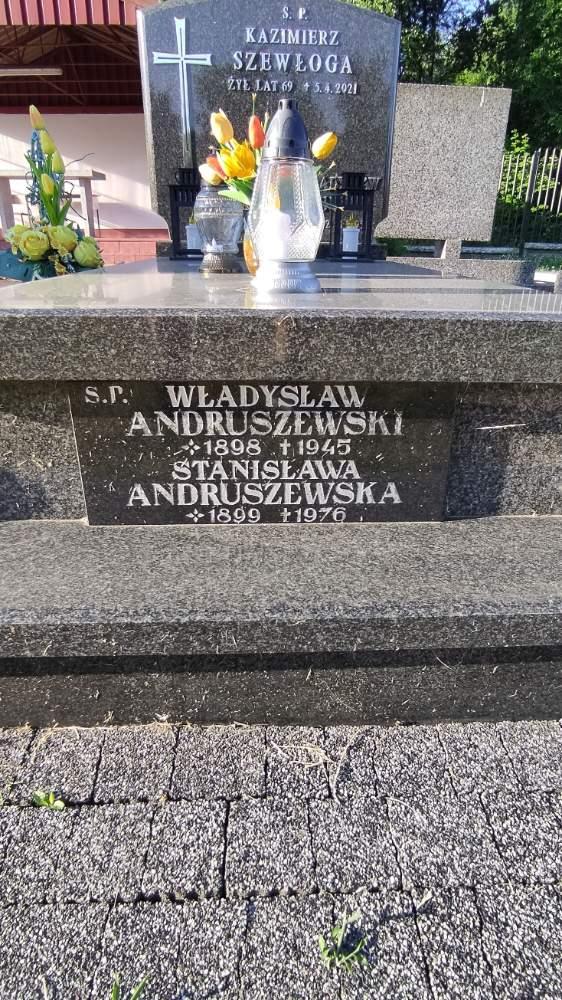 Ś. P.
KAZIMIERZ
SZEWŁOGA
ŻYŁ LAT 69 ✝ 5.4.2021
Ś.P. WŁADYSŁAW
ANDRUSZEWSKI
✧1898 ✝1945
STANISŁAWA
ANDRUSZEWSKA
✧1899 ✝1976